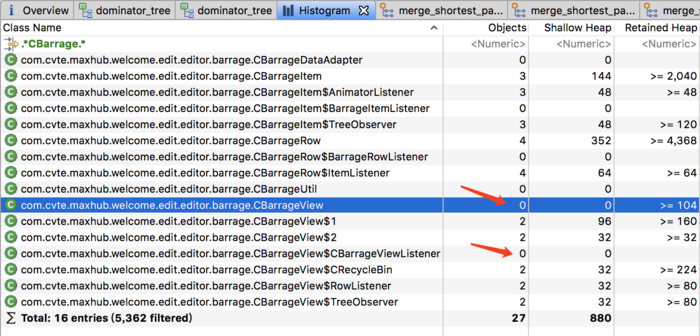 i Overview dominator_tree dominator_tree Histogram merge_shortest_pa... merge_shortest_pa... merge_
Class Name Objects Shallow Heap Retained Heap
.*CBarrage.* <Numeric> <Numeric> <Numeric>
com.cvte.maxhub.welcome.edit.editor.barrage.CBarrageDataAdapter 0 0
com.cvte.maxhub.welcome.edit.editor.barrage.CBarrageItem 3 144 >= 2,040
com.cvte.maxhub.welcome.edit.editor.barrage.CBarrageItem$AnimatorListener 3 48 >= 48
com.cvte.maxhub.welcome.edit.editor.barrage.CBarrageItem$BarrageItemListener 0 0
com.cvte.maxhub.welcome.edit.editor.barrage.CBarrageItem$TreeObserver 3 48 >= 120
com.cvte.maxhub.welcome.edit.editor.barrage.CBarrageRow 4 352 >= 4,368
com.cvte.maxhub.welcome.edit.editor.barrage.CBarrageRow$BarrageRowListener 0 0
com.cvte.maxhub.welcome.edit.editor.barrage.CBarrageRow$ItemListener 4 64 >= 64
com.cvte.maxhub.welcome.edit.editor.barrage.CBarrageUtil 0 0
com.cvte.maxhub.welcome.edit.editor.barrage.CBarrageView 0 0 >= 104
com.cvte.maxhub.welcome.edit.editor.barrage.CBarrageView$1 2 96 >= 160
com.cvte.maxhub.welcome.edit.editor.barrage.CBarrageView$2 2 32 >= 32
com.cvte.maxhub.welcome.edit.editor.barrage.CBarrageView$CBarrageViewListener 0 0
com.cvte.maxhub.welcome.edit.editor.barrage.CBarrageView$CRecycleBin 2 32 >= 224
com.cvte.maxhub.welcome.edit.editor.barrage.CBarrageView$RowListener 2 32 >= 80
com.cvte.maxhub.welcome.edit.editor.barrage.CBarrageView$TreeObserver 2 32 >= 80
Σ Total: 16 entries (5,362 filtered) 27 880